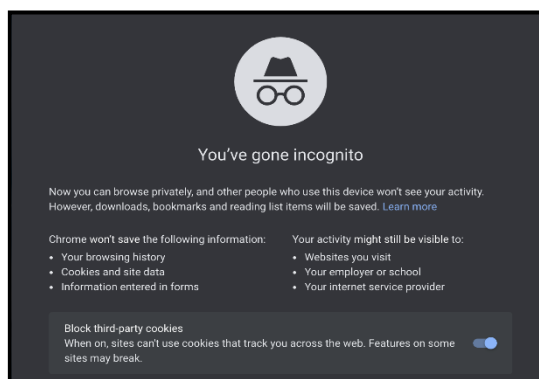 You've gone incognito
Now you can browse privately, and other people who use this device won't see your activity.
However, downloads, bookmarks and reading list items will be saved. Learn more
Chrome won't save the following information:
• Your browsing history
• Cookies and site data
• Information entered in forms
Your activity might still be visible to:
• Websites you visit
• Your employer or school
• Your internet service provider
Block third-party cookies
When on, sites can't use cookies that track you across the web. Features on some
sites may break.